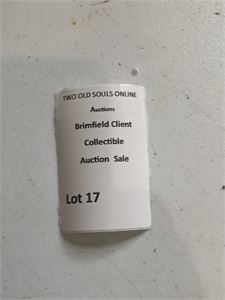 TWO OLD SOULS ONLINE
Auctions
Brimfield Client
Collectible
Auction Sale
Lot 17